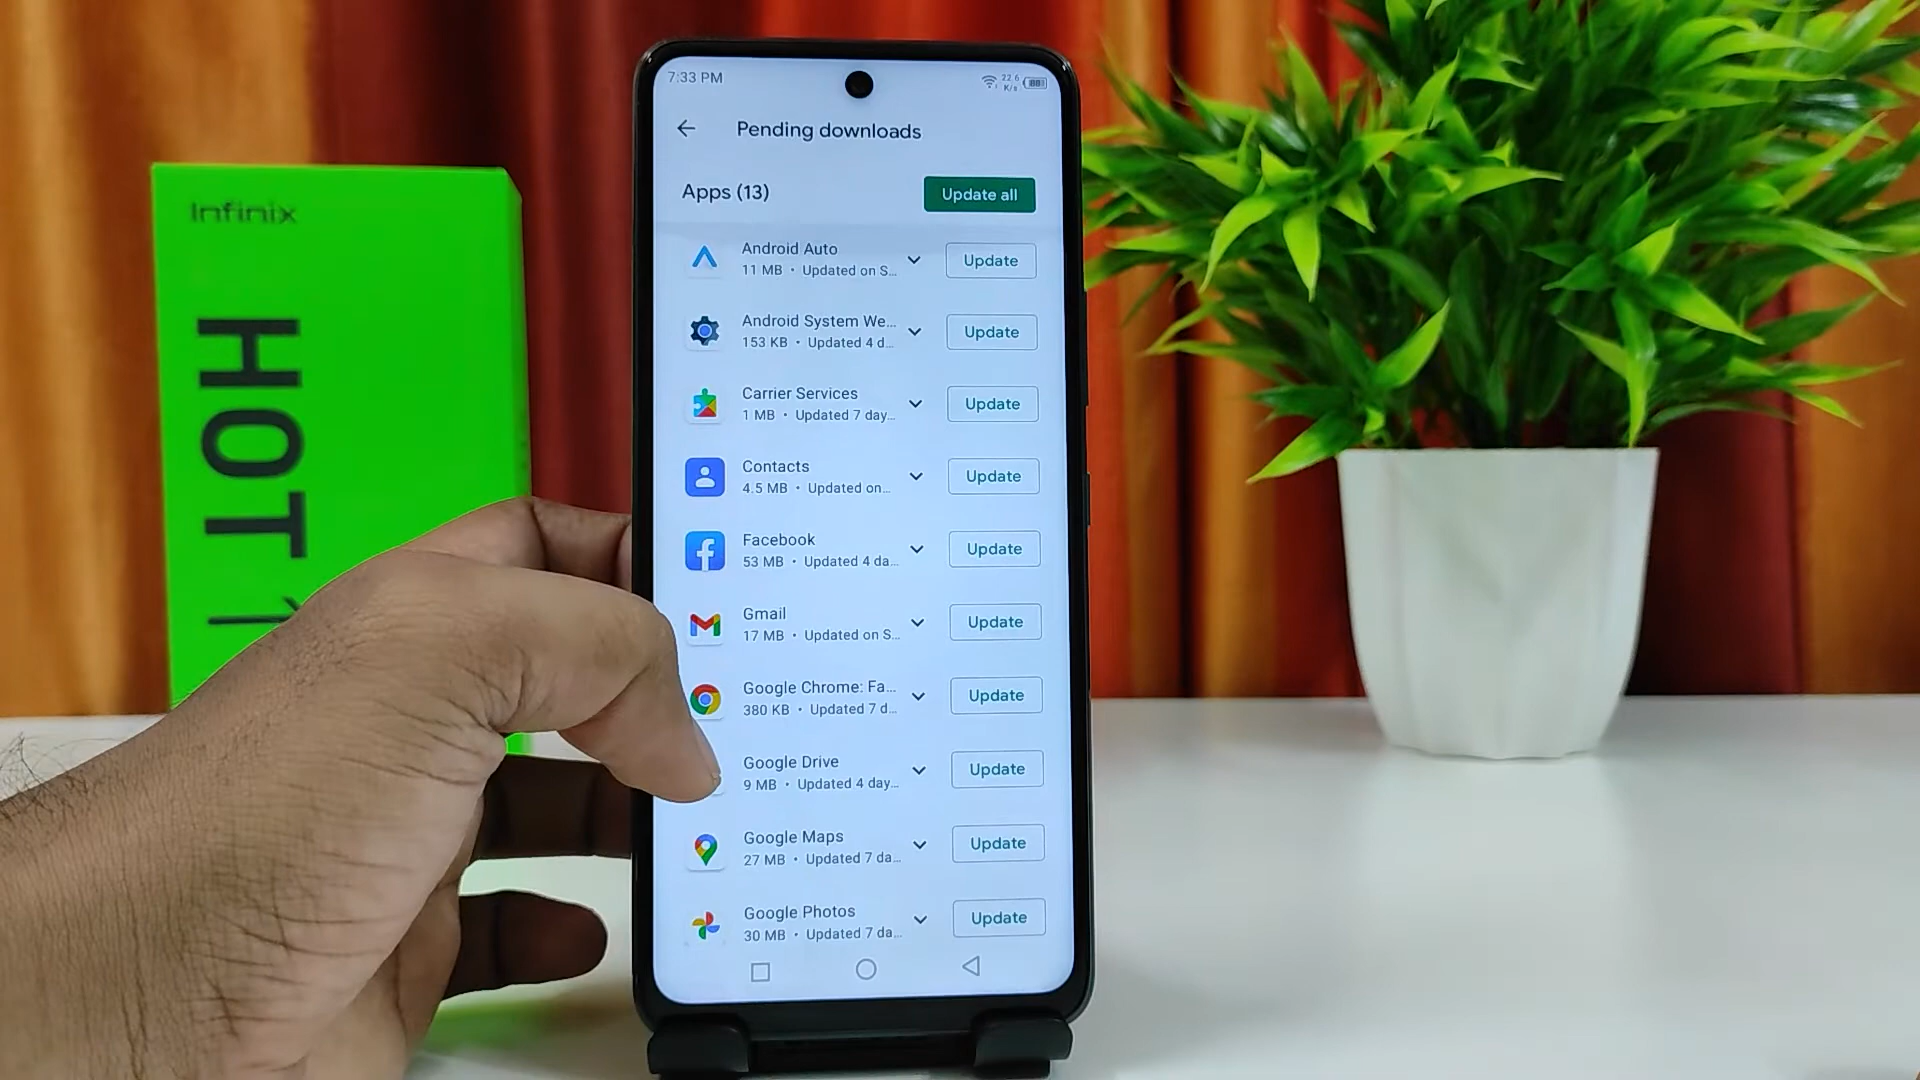 Infinix
HOT 1
7:33 PM
22.6
K/s
Pending downloads
Apps (13)
Update all
Android Auto
11 MB • Updated on S...
Update
Android System We...
153 KB • Updated 4 d...
Update
Carrier Services
1 MB • Updated 7 day...
Update
Contacts
4.5 MB • Updated on...
Update
Facebook
53 MB • Updated 4 da...
Update
Gmail
17 MB • Updated on S...
Update
Google Chrome: Fa...
380 KB • Updated 7 d...
Update
Google Drive
9 MB • Updated 4 day...
Update
Google Maps
27 MB • Updated 7 da...
Update
Google Photos
30 MB • Updated 7 da...
Update